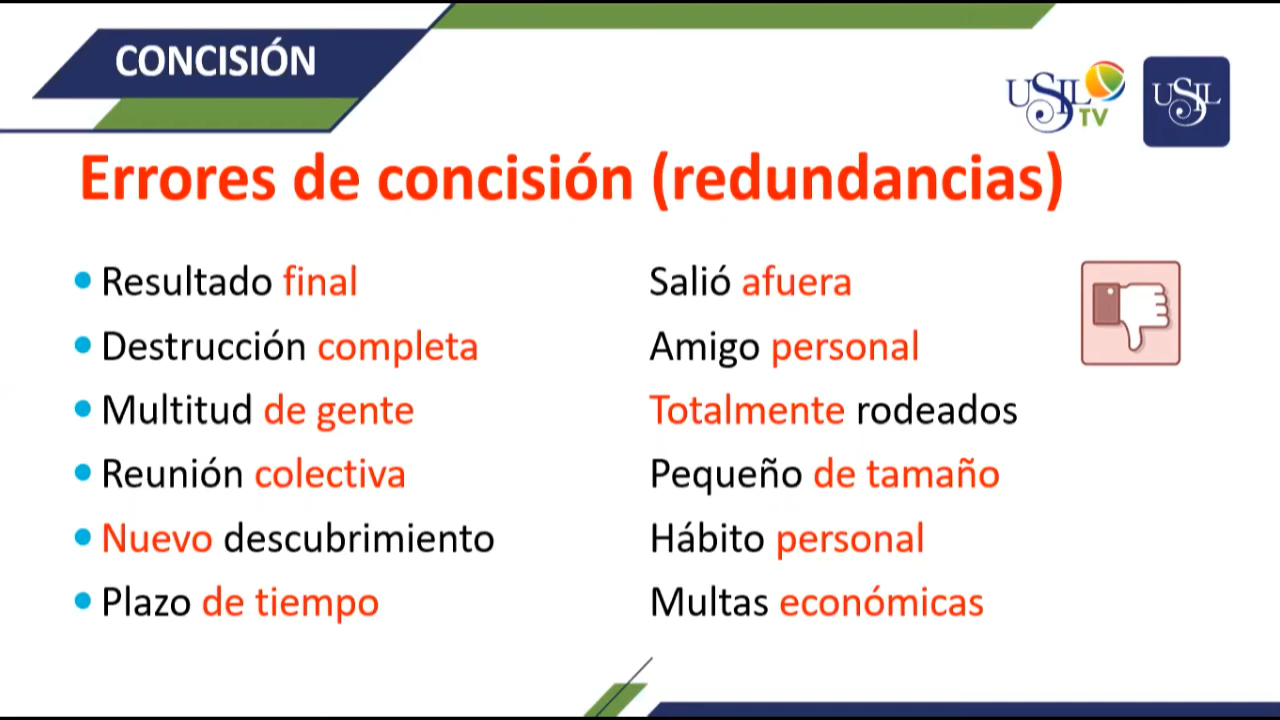 CONCISIÓN
USIL TV
USIL
Errores de concisión (redundancias)
Resultado final
Destrucción completa
Multitud de gente
Reunión colectiva
Nuevo descubrimiento
Plazo de tiempo
Salió afuera
Amigo personal
Totalmente rodeados
Pequeño de tamaño
Hábito personal
Multas económicas